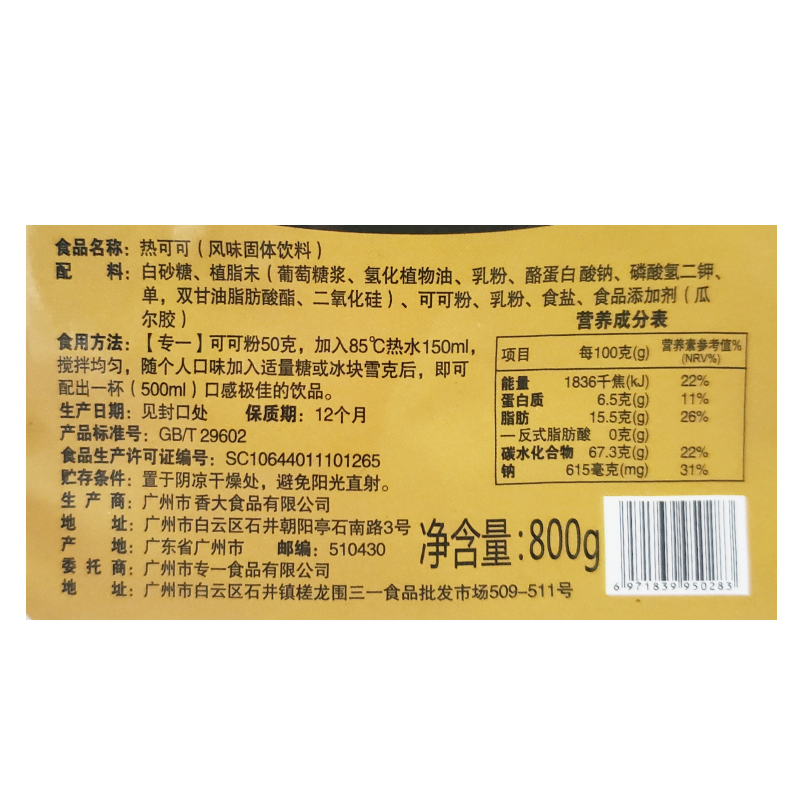 食品名称：热可可（风味固体饮料）
配 料：白砂糖、植脂末（葡萄糖浆、氢化植物油、乳粉、酪蛋白酸钠、磷酸氢二钾、
单，双甘油脂肪酸酯、二氧化硅）、可可粉、乳粉、食盐、食品添加剂（瓜
尔胶）
食用方法：【专一】可可粉50克，加入85℃热水150ml，
搅拌均匀，随个人口味加入适量糖或冰块雪克后，即可
配出一杯（500ml）口感极佳的饮品。
生产日期：见封口处 保质期：12个月
产品标准号：GB/T 29602
食品生产许可证编号：SC10644011101265
贮存条件：置于阴凉干燥处，避免阳光直射。
生 产 商：广州市香大食品有限公司
地 址：广州市白云区石井朝阳亭石南路3号
产 地：广东省广州市 邮编：510430
委 托 商：广州市专一食品有限公司
地 址：广州市白云区石井镇槎龙围三一食品批发市场509-511号
营养成分表
项目 每100克(g) 营养素参考值%
(NRV%)
能量 1836千焦(kJ) 22%
蛋白质 6.5克(g) 11%
脂肪 15.5克(g) 26%
—反式脂肪酸 0克(g)
碳水化合物 67.3克(g) 22%
钠 615毫克(mg) 31%
净含量：800g
6 971839 950283